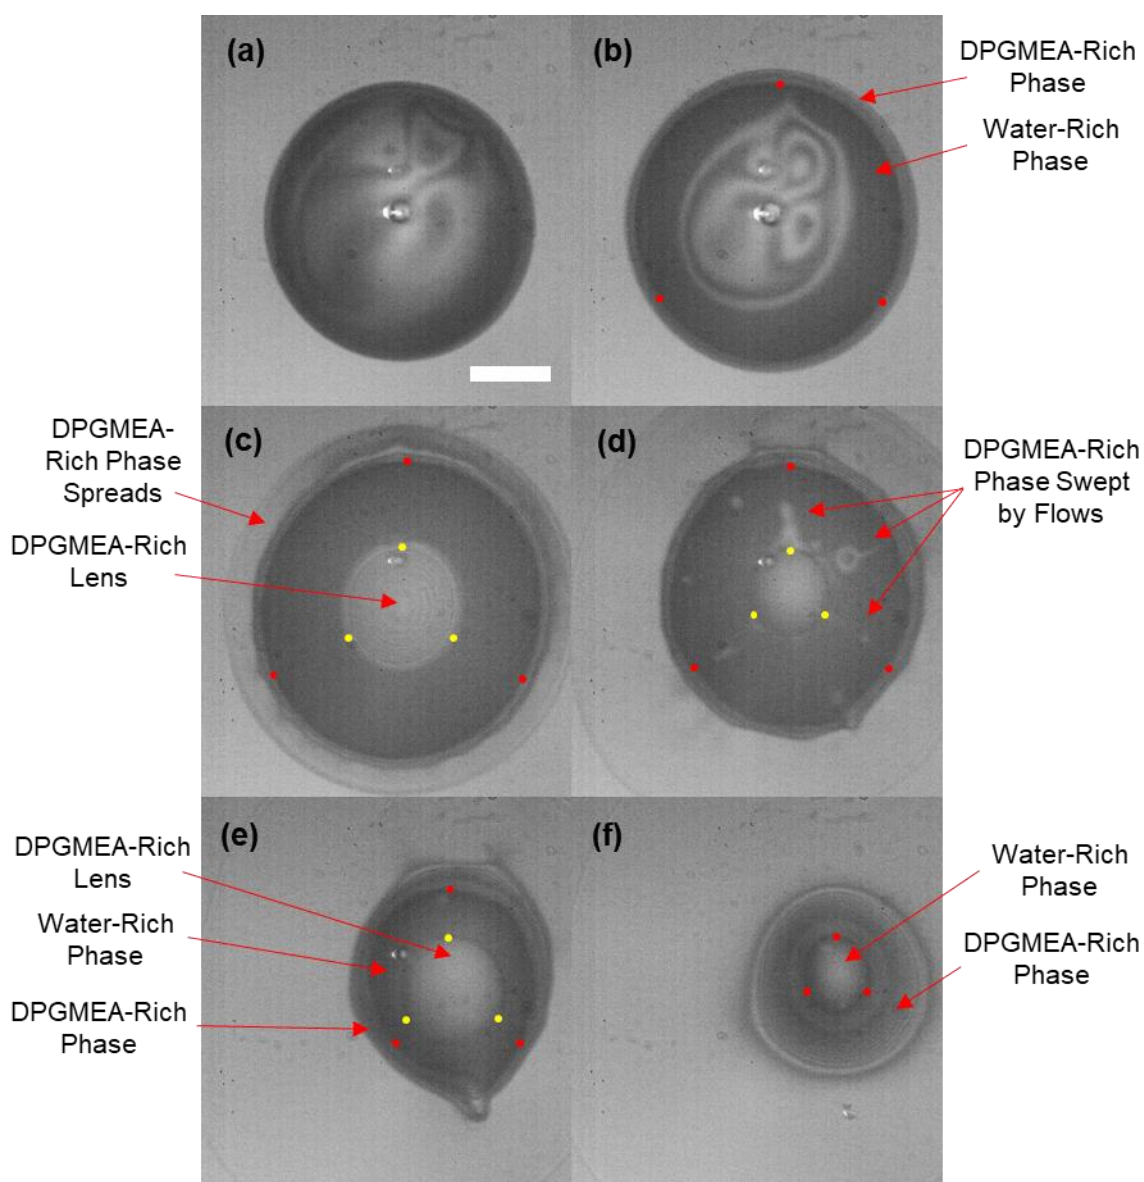 (a)
(b)
DPGMEA-Rich
Phase
Water-Rich
Phase
(c)
DPGMEA-
Rich Phase
Spreads
DPGMEA-Rich
Lens
(d)
DPGMEA-Rich
Phase Swept
by Flows
(e)
DPGMEA-Rich
Lens
Water-Rich
Phase
DPGMEA-Rich
Phase
(f)
Water-Rich
Phase
DPGMEA-Rich
Phase